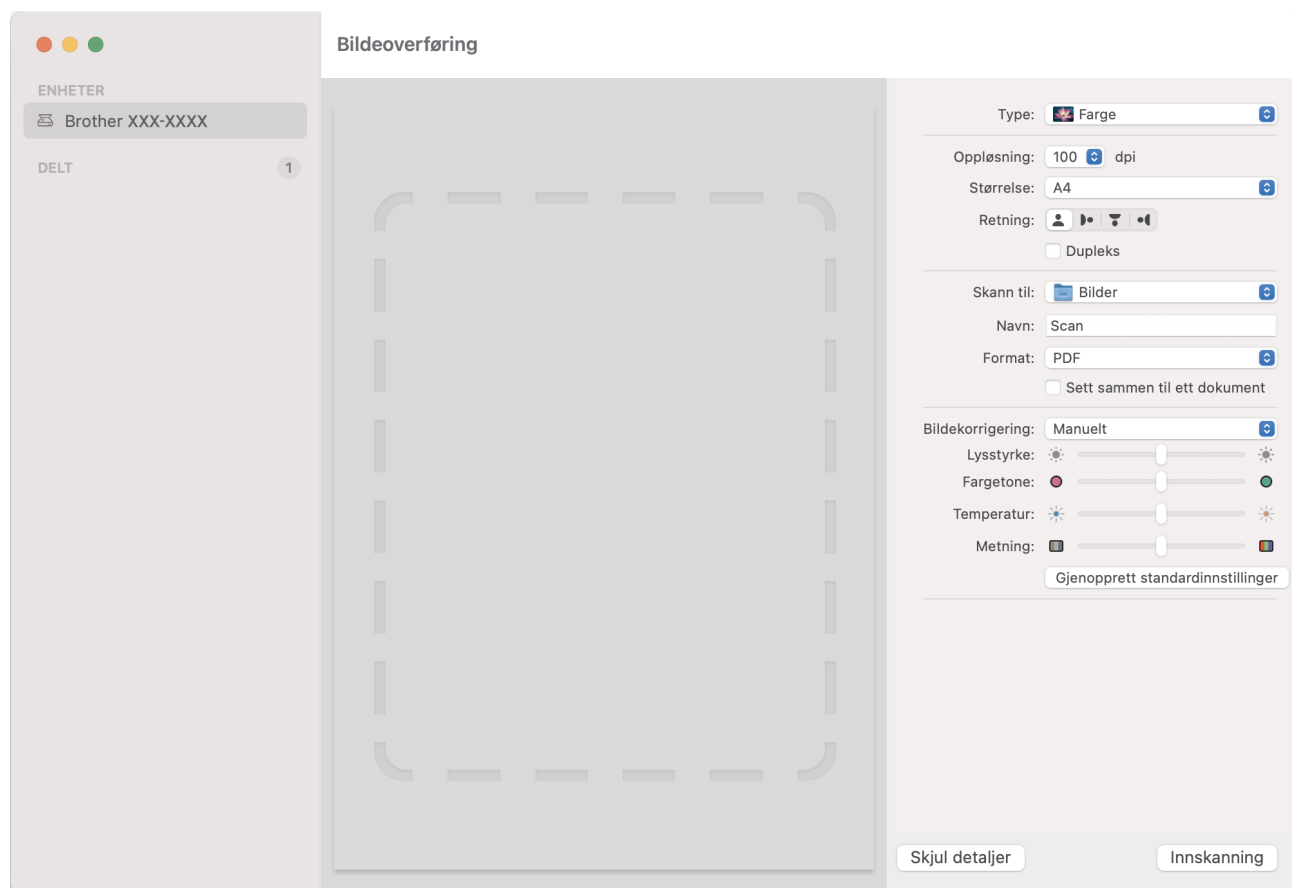 Bildeoverføring
ENHETER
Brother XXX-XXXX
DELT 1
Type: Farge
Oppløsning: 100 dpi
Størrelse: A4
Retning:
Dupleks
Skann til: Bilder
Navn: Scan
Format: PDF
Sett sammen til ett dokument
Bildekorrigering: Manuelt
Lysstyrke:
Fargetone:
Temperatur:
Metning:
Gjenopprett standardinnstillinger
Skjul detaljer Innskanning